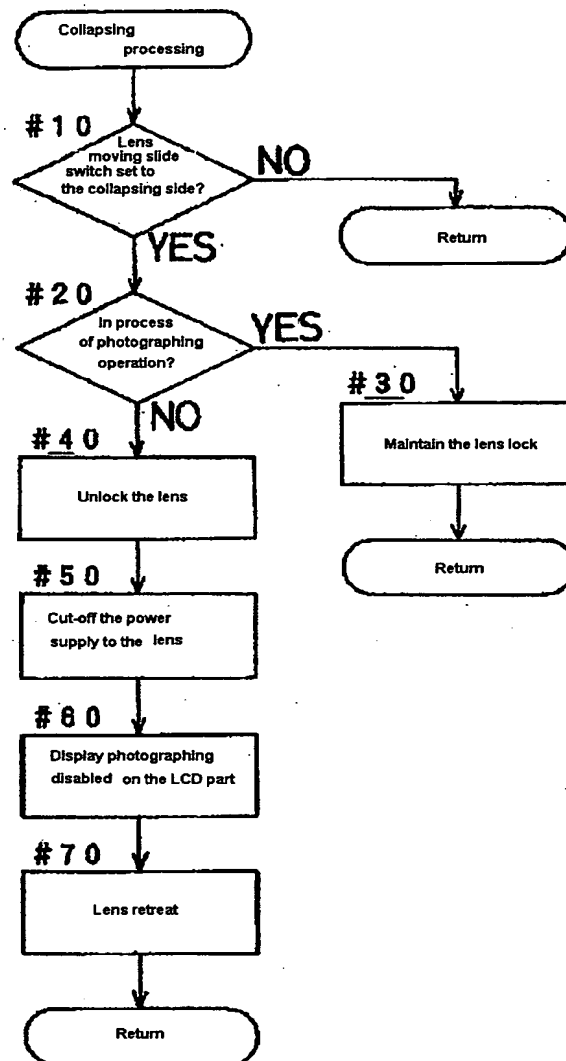 Collapsing
processing
#10
Lens
moving slide
switch set to
the collapsing side?
NO
Return
YES
#20
In process
of photographing
operation?
YES
#30
Maintain the lens lock
Return
NO
#40
Unlock the lens
#50
Cut-off the power
supply to the lens
#60
Display photographing
disabled on the LCD part
#70
Lens retreat
Return